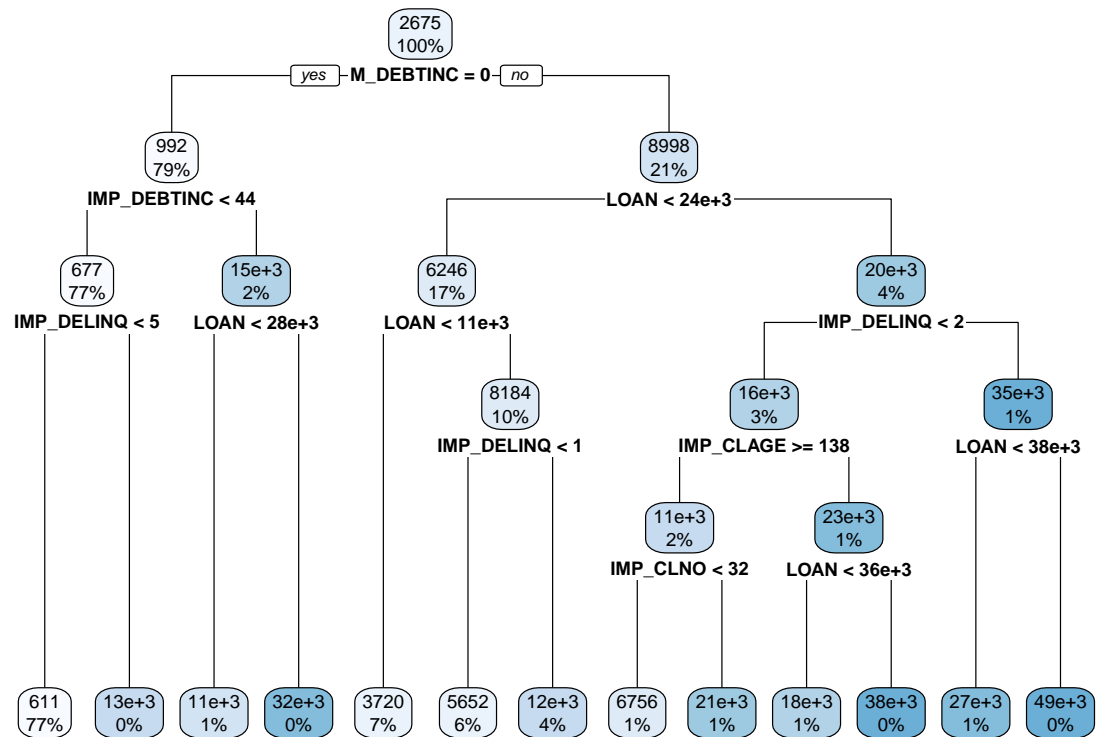 2675
100%
yes M_DEBTINC = 0 no
992
79%
8998
21%
IMP_DEBTINC < 44
LOAN < 24e+3
677
77%
15e+3
2%
6246
17%
20e+3
4%
IMP_DELINQ < 5
LOAN < 28e+3
LOAN < 11e+3
IMP_DELINQ < 2
8184
10%
16e+3
3%
35e+3
1%
IMP_DELINQ < 1
IMP_CLAGE >= 138
LOAN < 38e+3
11e+3
2%
23e+3
1%
IMP_CLNO < 32
LOAN < 36e+3
611
77%
13e+3
0%
11e+3
1%
32e+3
0%
3720
7%
5652
6%
12e+3
4%
6756
1%
21e+3
1%
18e+3
1%
38e+3
0%
27e+3
1%
49e+3
0%